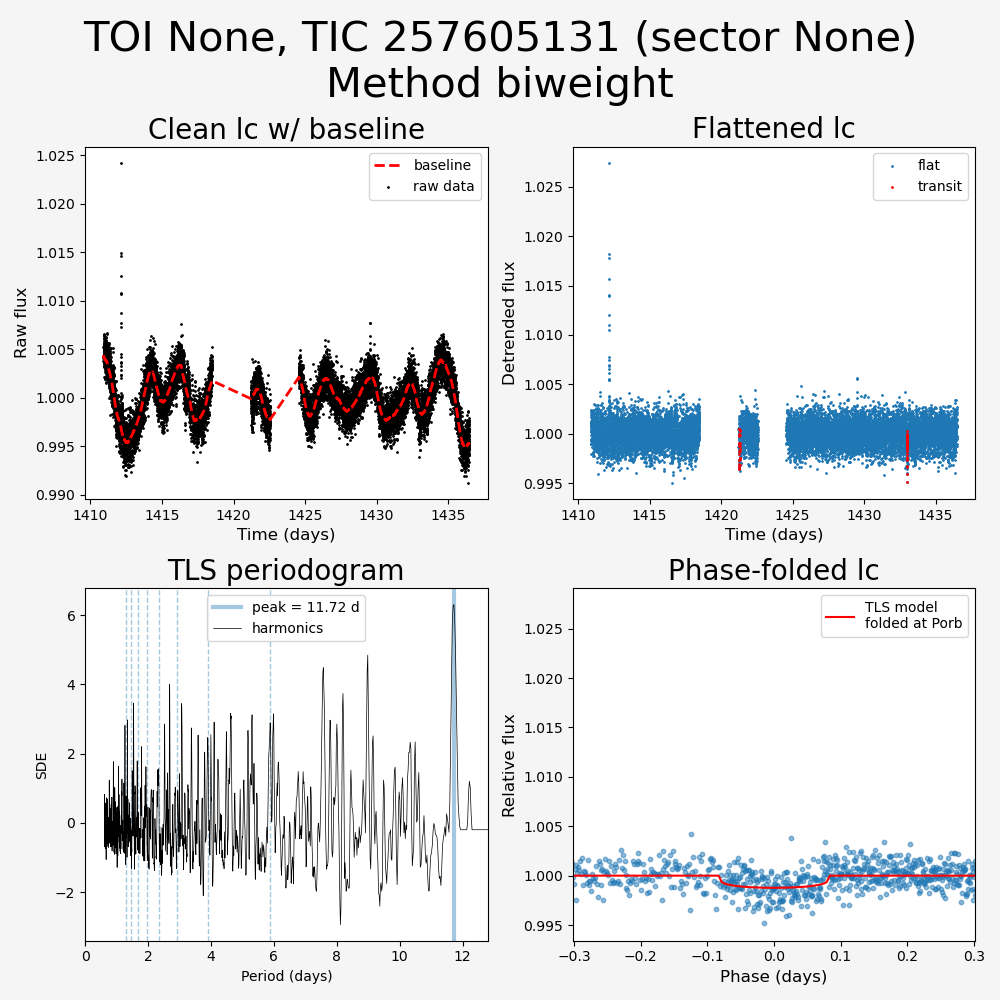 TOI None, TIC 257605131 (sector None)
Method biweight
Clean lc w/ baseline
baseline
raw data
1.025
1.020
1.015
1.010
1.005
1.000
0.995
0.990
Raw flux
1410
1415
1420
1425
1430
1435
Time (days)
Flattened lc
flat
transit
1.025
1.020
1.015
1.010
1.005
1.000
0.995
Detrended flux
1410
1415
1420
1425
1430
1435
Time (days)
TLS periodogram
peak = 11.72 d
harmonics
6
4
2
0
−2
SDE
0
2
4
6
8
10
12
Period (days)
Phase-folded lc
TLS model
folded at Porb
1.025
1.020
1.015
1.010
1.005
1.000
0.995
Relative flux
−0.3
−0.2
−0.1
0.0
0.1
0.2
0.3
Phase (days)